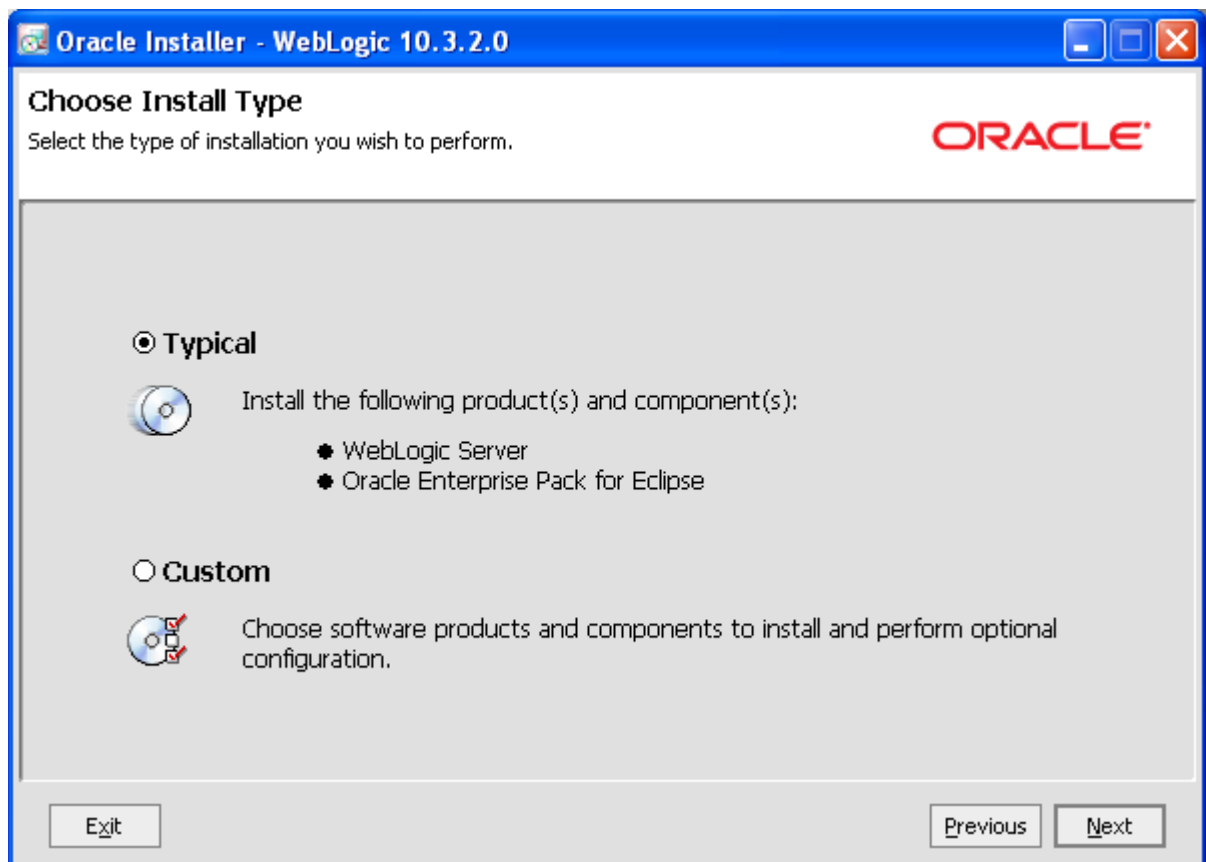 Oracle Installer - WebLogic 10.3.2.0
Choose Install Type
Select the type of installation you wish to perform.
ORACLE
Typical
Install the following product(s) and component(s):
WebLogic Server
Oracle Enterprise Pack for Eclipse
Custom
Choose software products and components to install and perform optional
configuration.
Exit
Previous
Next